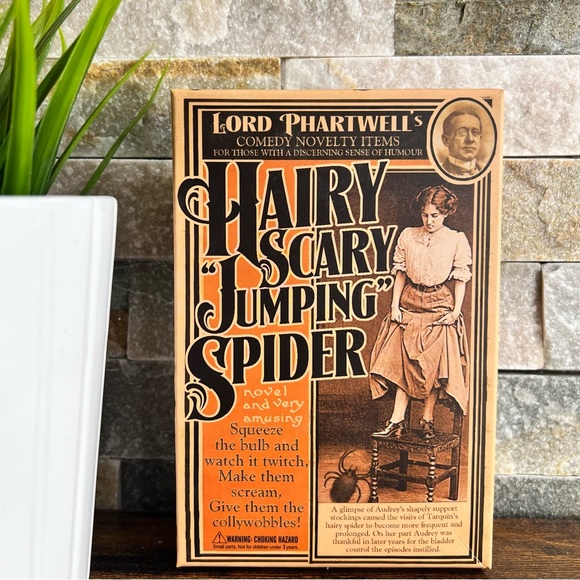 LORD PHARTWELL'S
COMEDY NOVELTY ITEMS
FOR THOSE WITH A DISCERNING SENSE OF HUMOUR
HAIRY
SCARY
"JUMPING"
SPIDER
novel
and very
amusing
Squeeze
the bulb and
watch it twitch,
Make them
scream,
Give them the
collywobbles!
WARNING: CHOKING HAZARD
Small parts. Not for children under 3 years.
A glimpse of Audrey's shapely support
stockings caused the visits of Tarquin's
hairy spider to become more frequent and
prolonged. On her part Audrey was
thankful in later years for the bladder
control the episodes instilled.